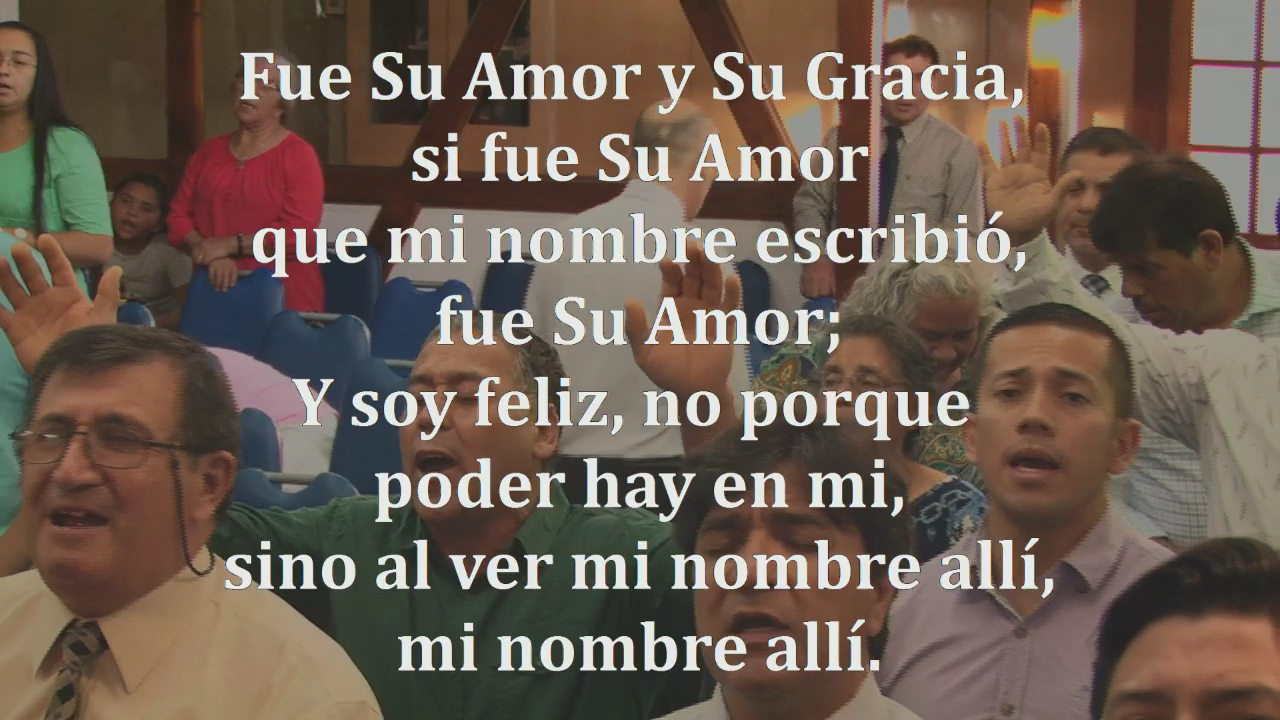 Fue Su Amor y Su Gracia,
si fue Su Amor
que mi nombre escribió,
fue Su Amor;
Y soy feliz, no porque
poder hay en mi,
sino al ver mi nombre allí,
mi nombre allí.